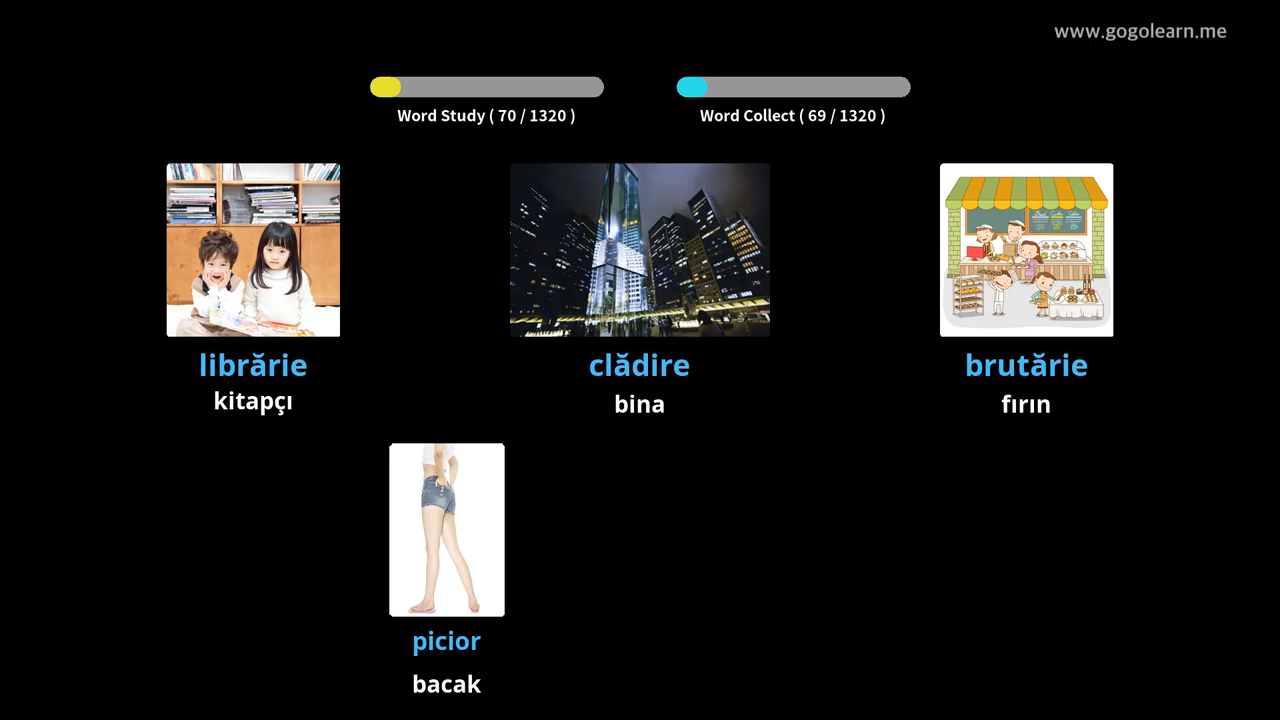 www.gogolearn.me
Word Study ( 70 / 1320 )
Word Collect ( 69 / 1320 )
librărie
kitapçı
clădire
bina
brutărie
fırın
picior
bacak